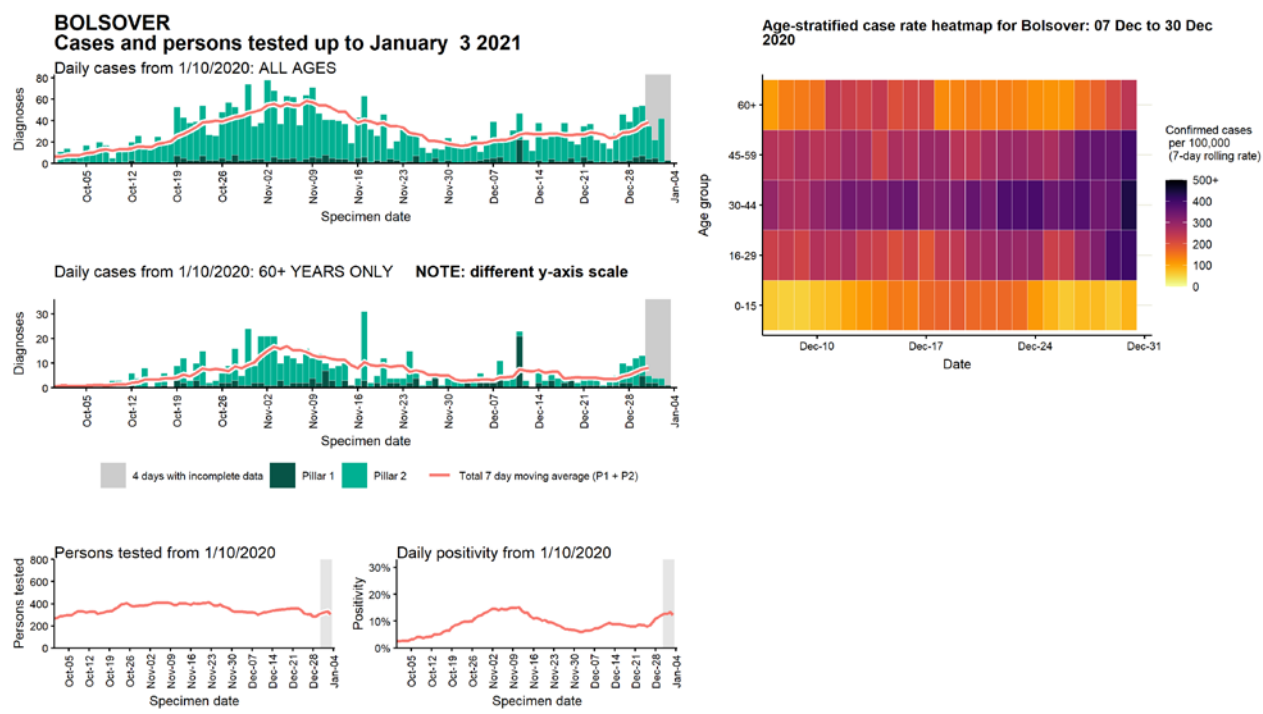 BOLSOVER
Cases and persons tested up to January 3 2021
Daily cases from 1/10/2020: ALL AGES
Diagnoses
80
60
40
20
0
Oct-05 Oct-12 Oct-19 Oct-26 Nov-02 Nov-09 Nov-16 Nov-23 Nov-30 Dec-07 Dec-14 Dec-21 Dec-28 Jan-04
Specimen date
Daily cases from 1/10/2020: 60+ YEARS ONLY NOTE: different y-axis scale
Diagnoses
30
20
10
0
Oct-05 Oct-12 Oct-19 Oct-26 Nov-02 Nov-09 Nov-16 Nov-23 Nov-30 Dec-07 Dec-14 Dec-21 Dec-28 Jan-04
Specimen date
4 days with incomplete data Pillar 1 Pillar 2 Total 7 day moving average (P1 + P2)
Persons tested from 1/10/2020
Persons tested
800
600
400
200
0
Oct-05 Oct-12 Oct-19 Oct-26 Nov-02 Nov-09 Nov-16 Nov-23 Nov-30 Dec-07 Dec-14 Dec-21 Dec-28 Jan-04
Specimen date
Daily positivity from 1/10/2020
Positivity
30%
20%
10%
0%
Oct-05 Oct-12 Oct-19 Oct-26 Nov-02 Nov-09 Nov-16 Nov-23 Nov-30 Dec-07 Dec-14 Dec-21 Dec-28 Jan-04
Specimen date
Age-stratified case rate heatmap for Bolsover: 07 Dec to 30 Dec
2020
Age group
60+
45-59
30-44
16-29
0-15
Dec-10 Dec-17 Dec-24 Dec-31
Date
Confirmed cases
per 100,000
(7-day rolling rate)
500+
400
300
200
100
0